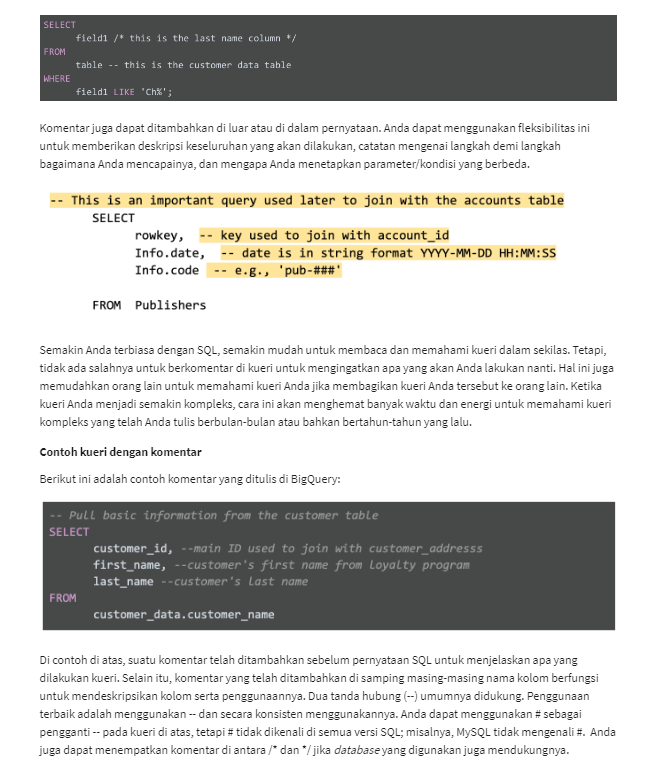 SELECT
field1 /* this is the last name column */
FROM
table -- this is the customer data table
WHERE
field1 LIKE 'Ch%';
Komentar juga dapat ditambahkan di luar atau di dalam pernyataan. Anda dapat menggunakan fleksibilitas ini
untuk memberikan deskripsi keseluruhan yang akan dilakukan, catatan mengenai langkah demi langkah
bagaimana Anda mencapainya, dan mengapa Anda menetapkan parameter/kondisi yang berbeda.
-- This is an important query used later to join with the accounts table
SELECT
rowkey, -- key used to join with account_id
Info.date, -- date is in string format YYYY-MM-DD HH:MM:SS
Info.code -- e.g., 'pub-###'
FROM Publishers
Semakin Anda terbiasa dengan SQL, semakin mudah untuk membaca dan memahami kueri dalam sekilas. Tetapi,
tidak ada salahnya untuk berkomentar di kueri untuk mengingatkan apa yang akan Anda lakukan nanti. Hal ini juga
memudahkan orang lain untuk memahami kueri Anda jika membagikan kueri Anda tersebut ke orang lain. Ketika
kueri Anda menjadi semakin kompleks, cara ini akan menghemat banyak waktu dan energi untuk memahami kueri
kompleks yang telah Anda tulis berbulan-bulan atau bahkan bertahun-tahun yang lalu.
Contoh kueri dengan komentar
Berikut ini adalah contoh komentar yang ditulis di BigQuery:
-- Pull basic information from the customer table
SELECT
customer_id, --main ID used to join with customer_addresss
first_name, --customer's first name from loyalty program
last_name --customer's last name
FROM
customer_data.customer_name
Di contoh di atas, suatu komentar telah ditambahkan sebelum pernyataan SQL untuk menjelaskan apa yang
dilakukan kueri. Selain itu, komentar yang telah ditambahkan di samping masing-masing nama kolom berfungsi
untuk mendeskripsikan kolom serta penggunaannya. Dua tanda hubung (--) umumnya didukung. Penggunaan
terbaik adalah menggunakan -- dan secara konsisten menggunakannya. Anda dapat menggunakan # sebagai
pengganti -- pada kueri di atas, tetapi # tidak dikenali di semua versi SQL; misalnya, MySQL tidak mengenali #. Anda
juga dapat menempatkan komentar di antara /* dan */ jika database yang digunakan juga mendukungnya.